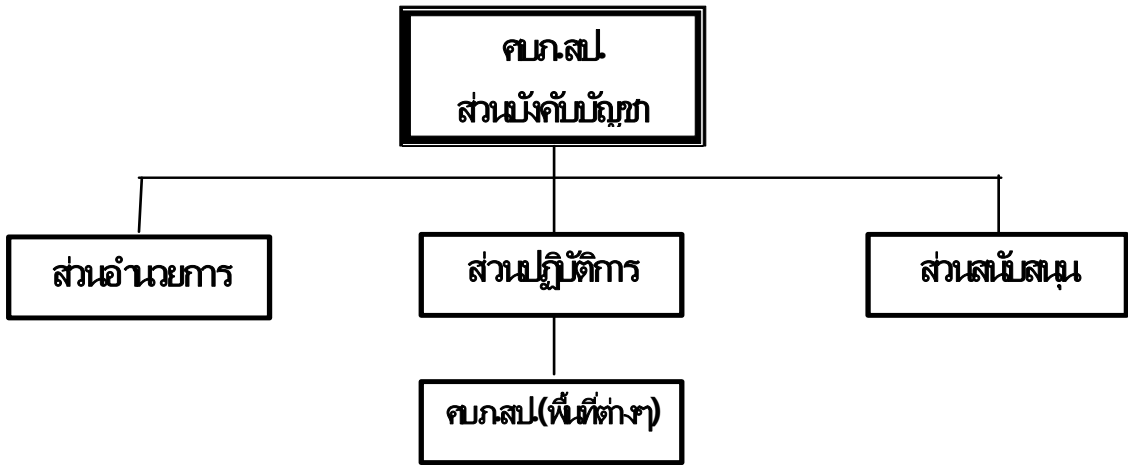 ศบภ.สป.
ส่วนบังคับบัญชา
ส่วนอำนวยการ
ส่วนปฏิบัติการ
ส่วนสนับสนุน
ศบภ.สป.(พื้นที่ต่างๆ)